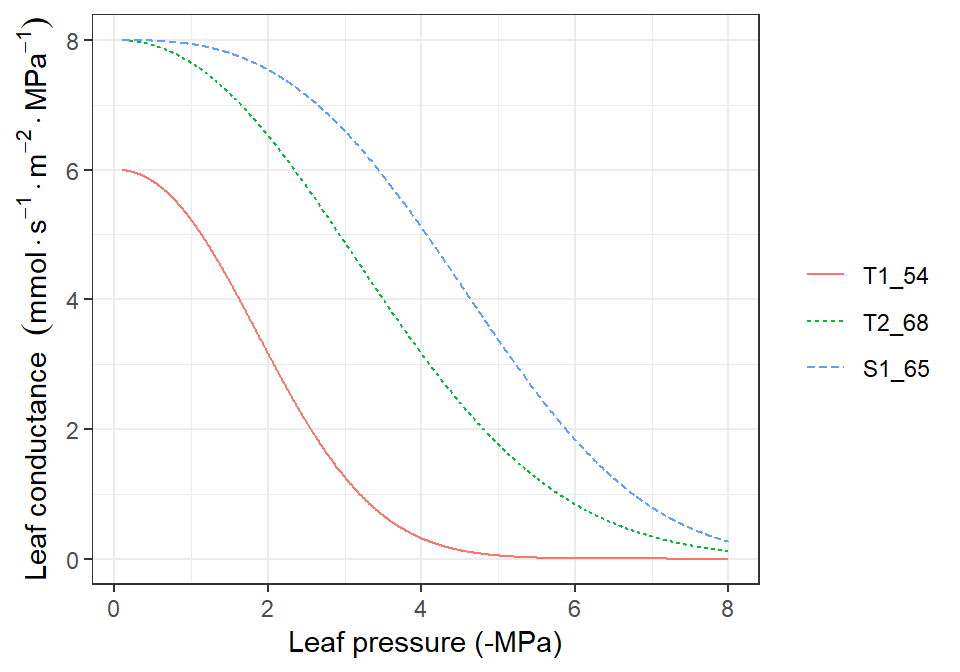 Leaf conductance (mmol · s⁻¹ · m⁻² · MPa⁻¹)
8
6
4
2
0
0 2 4 6 8
Leaf pressure (-MPa)
T1_54
T2_68
S1_65